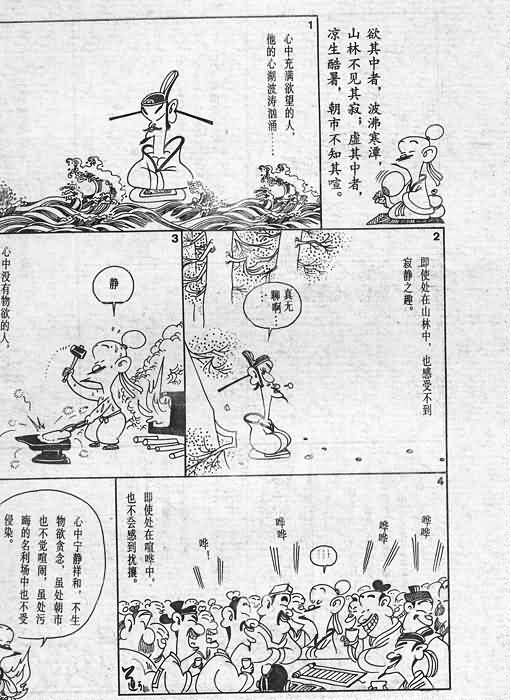 欲其中者，波沸寒潭，
山林不见其寂；虚其中者，
凉生酷暑，朝市不知其喧。
1
心中充满欲望的人，
他的心湖波涛汹涌……
2
即使处在山林中，也感受不到
寂静之趣。
真无
聊啊…
3
静
心中没有物欲的人，
4
即使处在喧哗中，
也不会感到扰攘。
哗哗
哗哗
哗哗
哗！
……
心中宁静祥和，不生
物欲贪念，虽处朝市
也不觉喧闹，虽处污
晦的名利场中也不受
侵染。